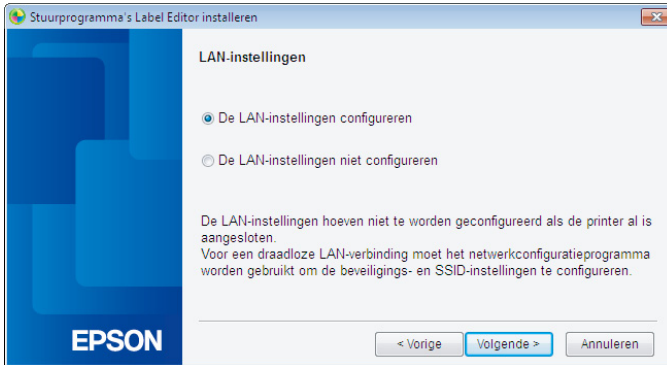 Stuurprogramma's Label Editor installeren
LAN-instellingen
De LAN-instellingen configureren
De LAN-instellingen niet configureren
De LAN-instellingen hoeven niet te worden geconfigureerd als de printer al is
aangesloten.
Voor een draadloze LAN-verbinding moet het netwerkconfiguratieprogramma
worden gebruikt om de beveiligings- en SSID-instellingen te configureren.
EPSON
< Vorige
Volgende >
Annuleren